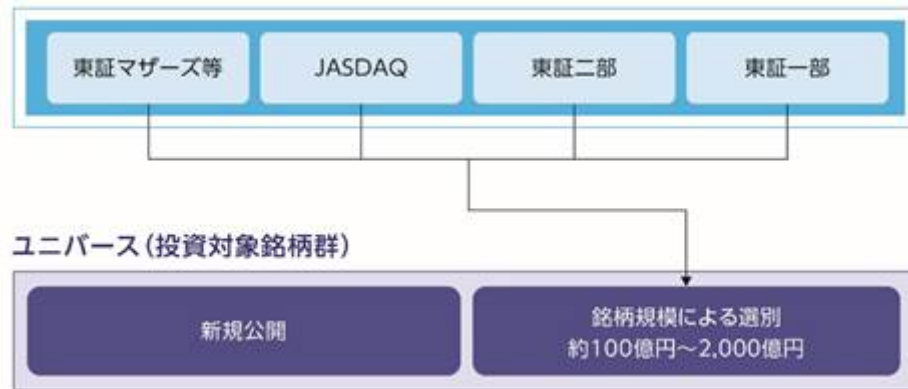 東証マザーズ等
JASDAQ
東証二部
東証一部
ユニバース（投資対象銘柄群）
新規公開
銘柄規模による選別
約100億円～2,000億円